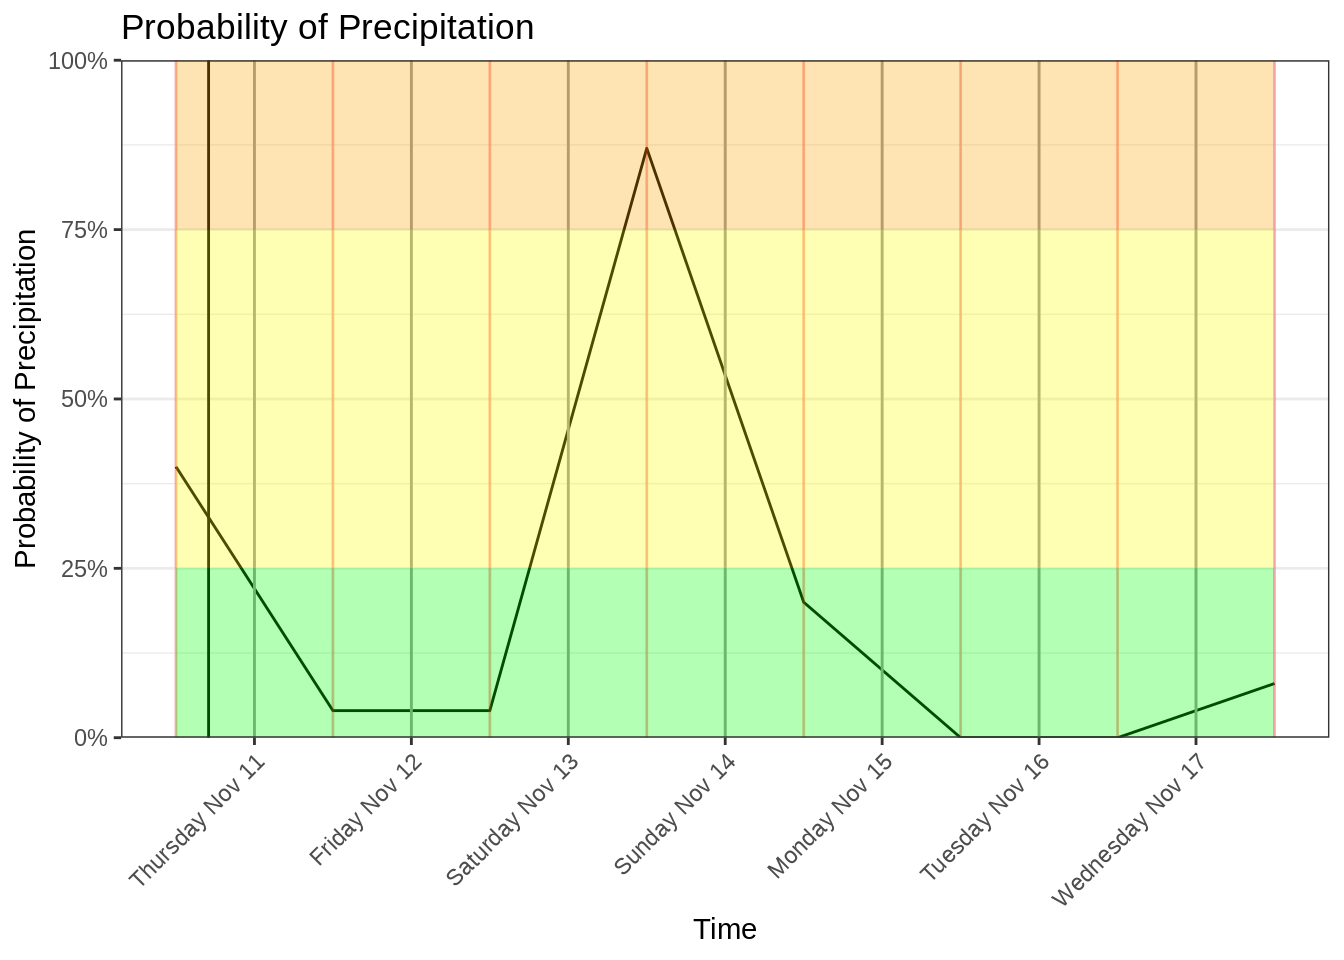 Probability of Precipitation
Probability of Precipitation
100%
75%
50%
25%
0%
Thursday Nov 11
Friday Nov 12
Saturday Nov 13
Sunday Nov 14
Monday Nov 15
Tuesday Nov 16
Wednesday Nov 17
Time